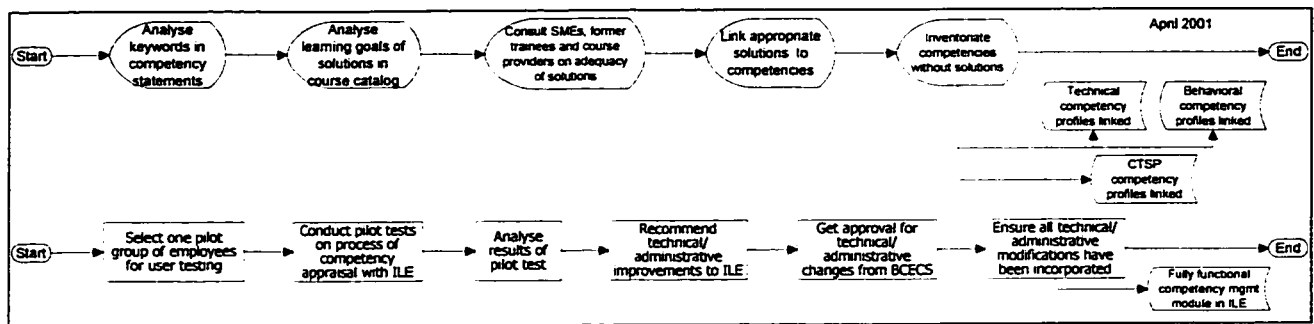 April 2001
Start
Analyse
keywords in
competency
statements
Analyse
learning goals of
solutions in
course catalog
Consult SMEs, former
trainees and course
providers on adequacy
of solutions
Link appropnate
solutions to
competencies
Inventonate
competencies
without solutions
End
Technical
competency
profiles linked
Behavioral
competency
profiles linked
CTSP
competency
profiles linked
Start
Select one pilot
group of employees
for user testing
Conduct pilot tests
on process of
competency
appraisal with ILE
Analyse
results of
pilot test
Recommend
technical/
administrative
improvements to ILE
Get approval for
technical/
administrative
changes from BCECS
Ensure all technical/
administrative
modifications have
been incorporated
End
Fully functional
competency mgmt
module in ILE